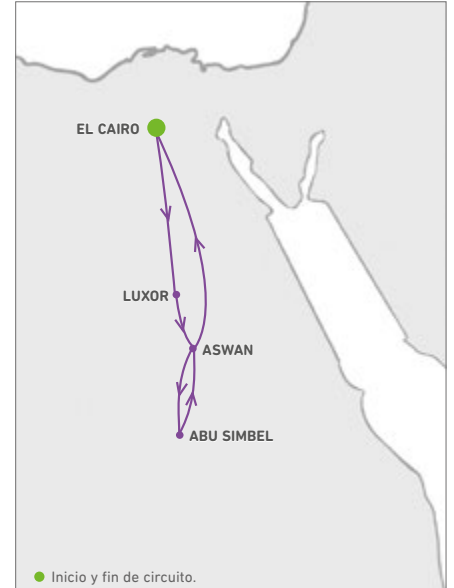 EL CAIRO
LUXOR
ASWAN
ABU SIMBEL
Inicio y fin de circuito.